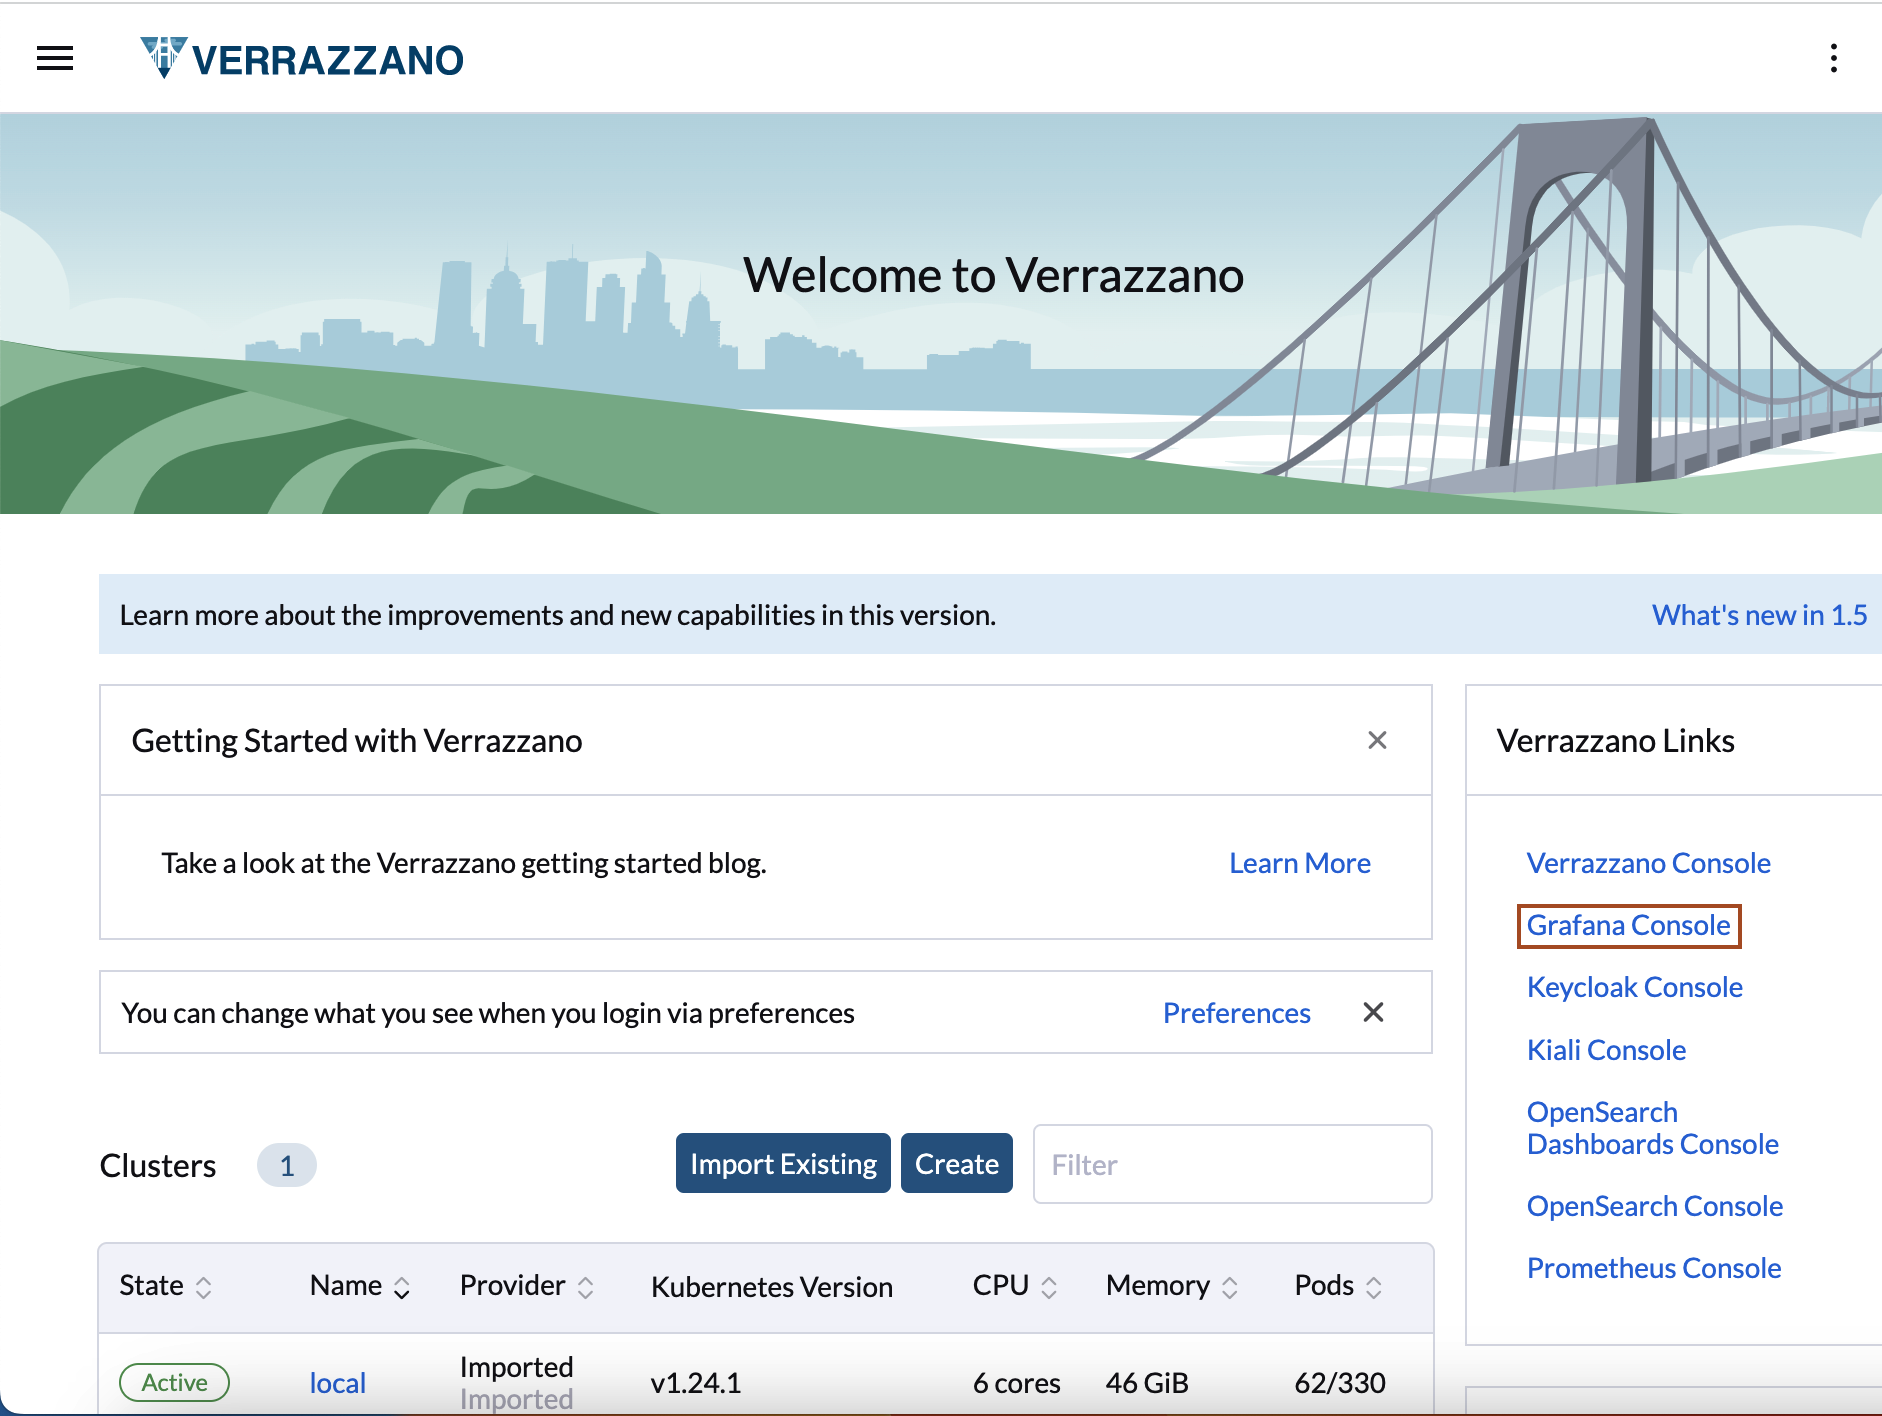 VERRAZZANO
Welcome to Verrazzano
Learn more about the improvements and new capabilities in this version. What's new in 1.5
Getting Started with Verrazzano
Take a look at the Verrazzano getting started blog. Learn More
You can change what you see when you login via preferences Preferences
Clusters 1 Import Existing Create Filter
State Name Provider Kubernetes Version CPU Memory Pods
Active local Imported v1.24.1 6 cores 46 GiB 62/330
Imported
Verrazzano Links
Verrazzano Console
Grafana Console
Keycloak Console
Kiali Console
OpenSearch
Dashboards Console
OpenSearch Console
Prometheus Console